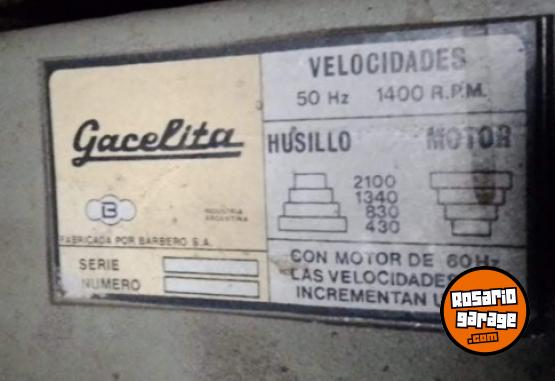 Gacelita
B
INDUSTRIA
ARGENTINA
FABRICADA POR BARBERO S.A.
SERIE
NUMERO
VELOCIDADES
50 Hz 1400 R.P.M.
HUSILLO MOTOR
2100
1340
830
430
CON MOTOR DE 60Hz
LAS VELOCIDADES
INCREMENTAN
Rosario
garage
.com